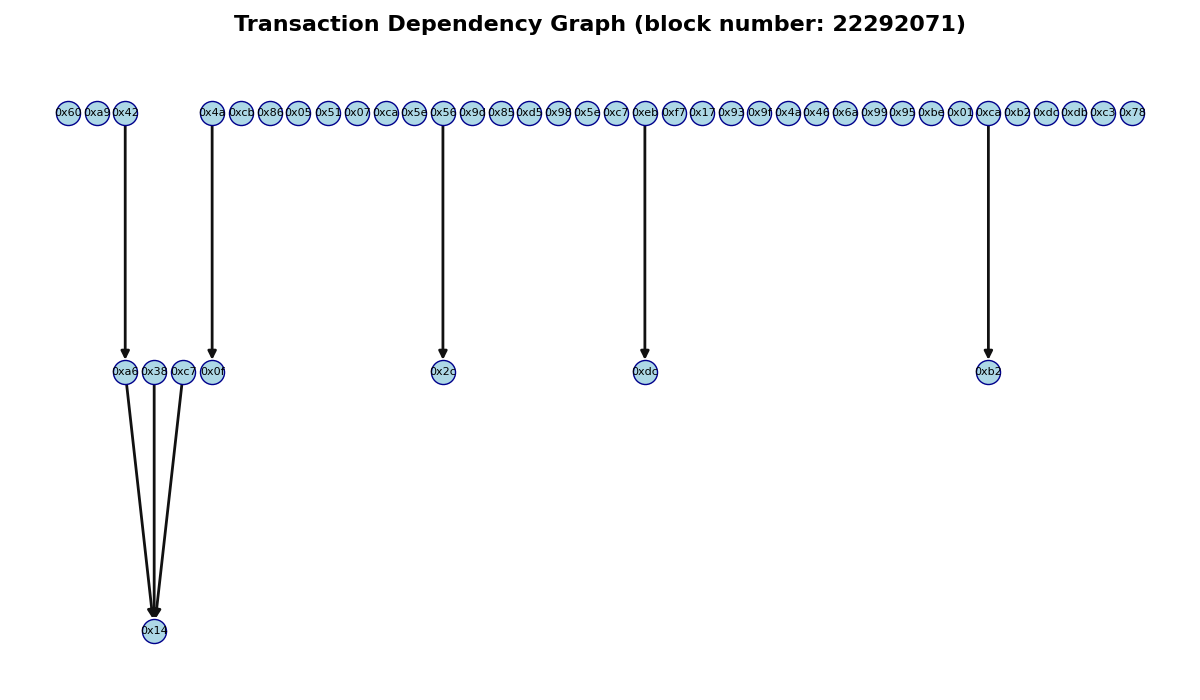 Transaction Dependency Graph (block number: 22292071)
0x60 0xa9 0x42 0x4a 0xcb 0x86 0x05 0x51 0x07 0xca 0x5e 0x56 0x9c 0x85 0xd5 0x98 0x5e 0xc7 0xeb 0xf7 0x17 0x93 0x9f 0x4a 0x46 0x6a 0x99 0x95 0xbe 0x01 0xca 0xb2 0xdc 0xdb 0xc3 0x78
0xa6 0x38 0xc7 0x0f 0x2c 0xdc 0xb2
0x14